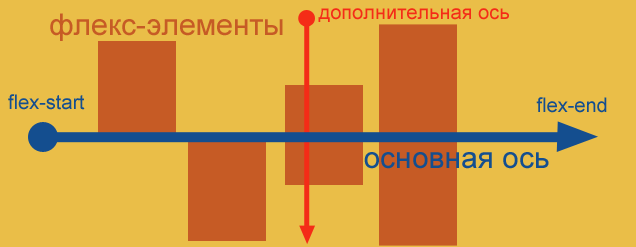 дополнительная ось
флекс-элементы
flex-start
flex-end
основная ось